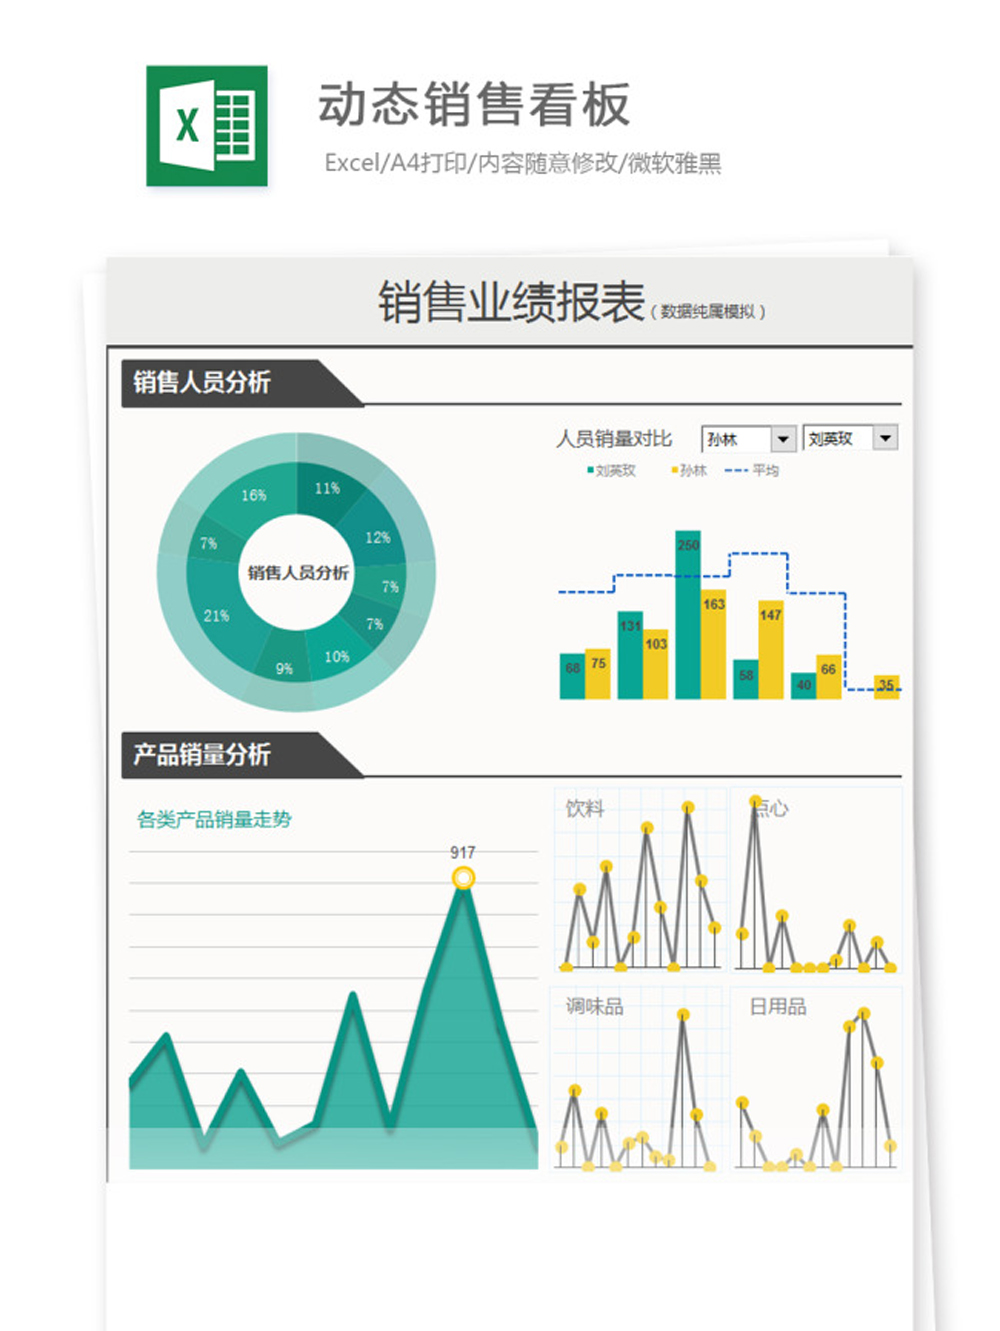 X
动态销售看板
Excel/A4打印/内容随意修改/微软雅黑
销售业绩报表(数据纯属模拟)
销售人员分析
人员销量对比 孙林 刘英玫
刘英玫 孙林 平均
16% 11%
7% 12%
销售人员分析
7%
21% 7%
9% 10%
250
163
131 147
103
68 75 58 66
40 35
产品销量分析
各类产品销量走势
917
饮料 点心
调味品 日用品